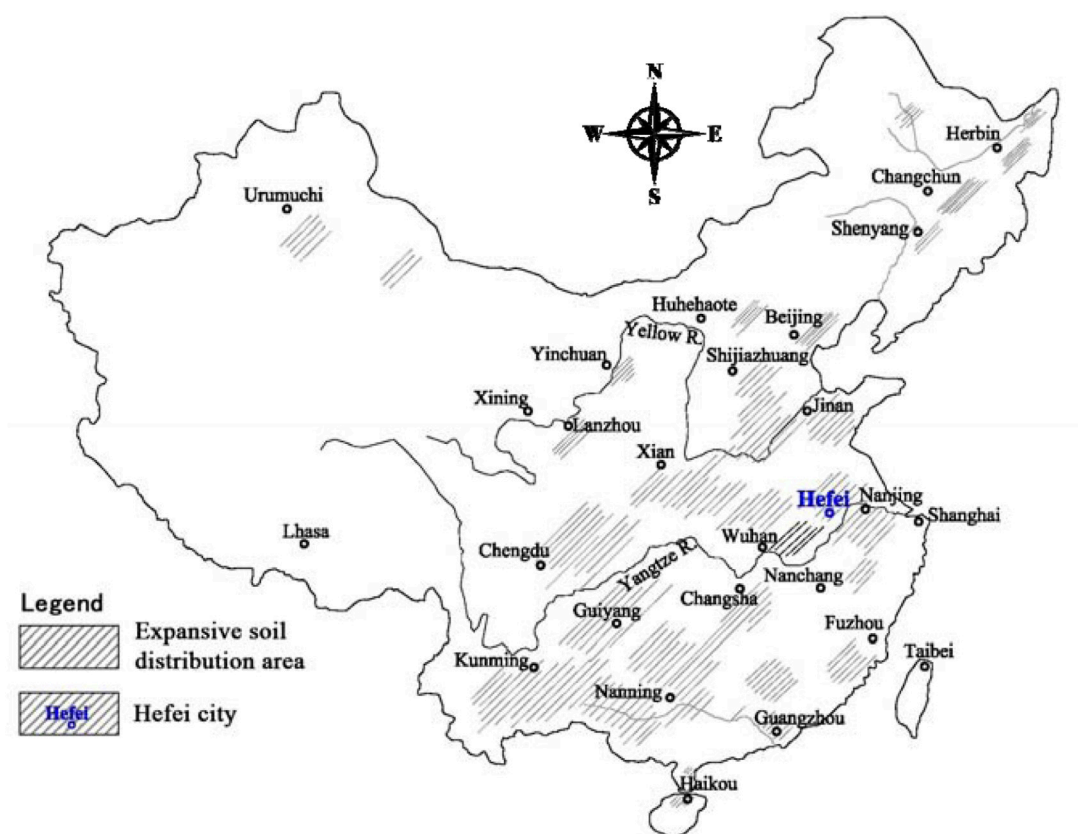 N
W
E
S
Herbin
Changchun
Urumuchi
Shenyang
Huhehaote
Beijing
Yellow R.
Yinchuan
Shijiazhuang
Xining
Jinan
Lanzhou
Xian
Hefei
Nanjing
Shanghai
Lhasa
Wuhan
Chengdu
Yangtze R.
Nanchang
Changsha
Guiyang
Fuzhou
Taibei
Kunming
Nanning
Guangzhou
Haikou
Legend
Expansive soil
distribution area
Hefei
Hefei city